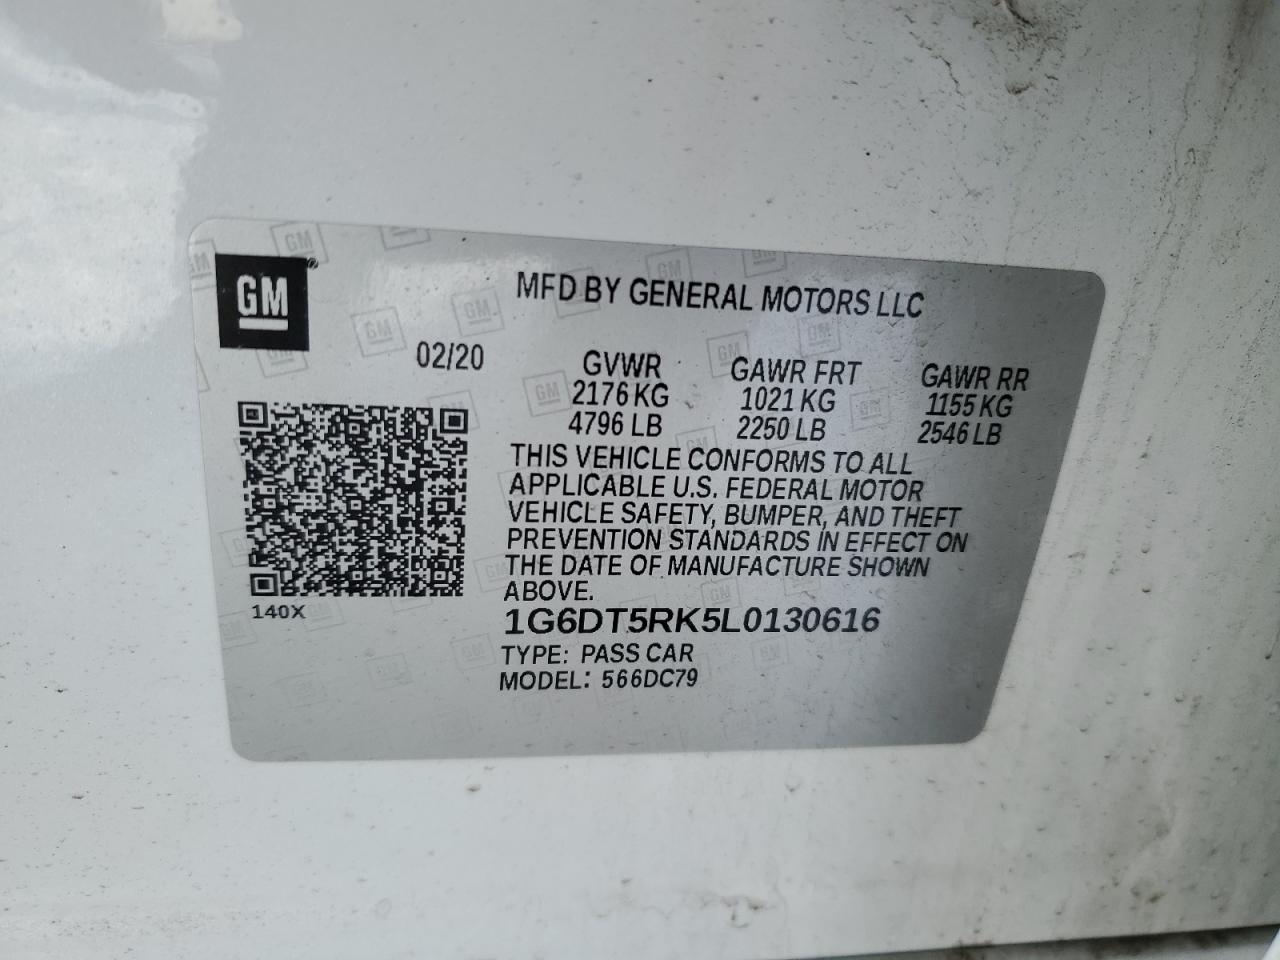 GM®
MFD BY GENERAL MOTORS LLC
02/20
GVWR GAWR FRT GAWR RR
2176 KG 1021 KG 1155 KG
4796 LB 2250 LB 2546 LB
THIS VEHICLE CONFORMS TO ALL
APPLICABLE U.S. FEDERAL MOTOR
VEHICLE SAFETY, BUMPER, AND THEFT
PREVENTION STANDARDS IN EFFECT ON
THE DATE OF MANUFACTURE SHOWN
ABOVE.
140X
1G6DT5RK5L0130616
TYPE: PASS CAR
MODEL: 566DC79